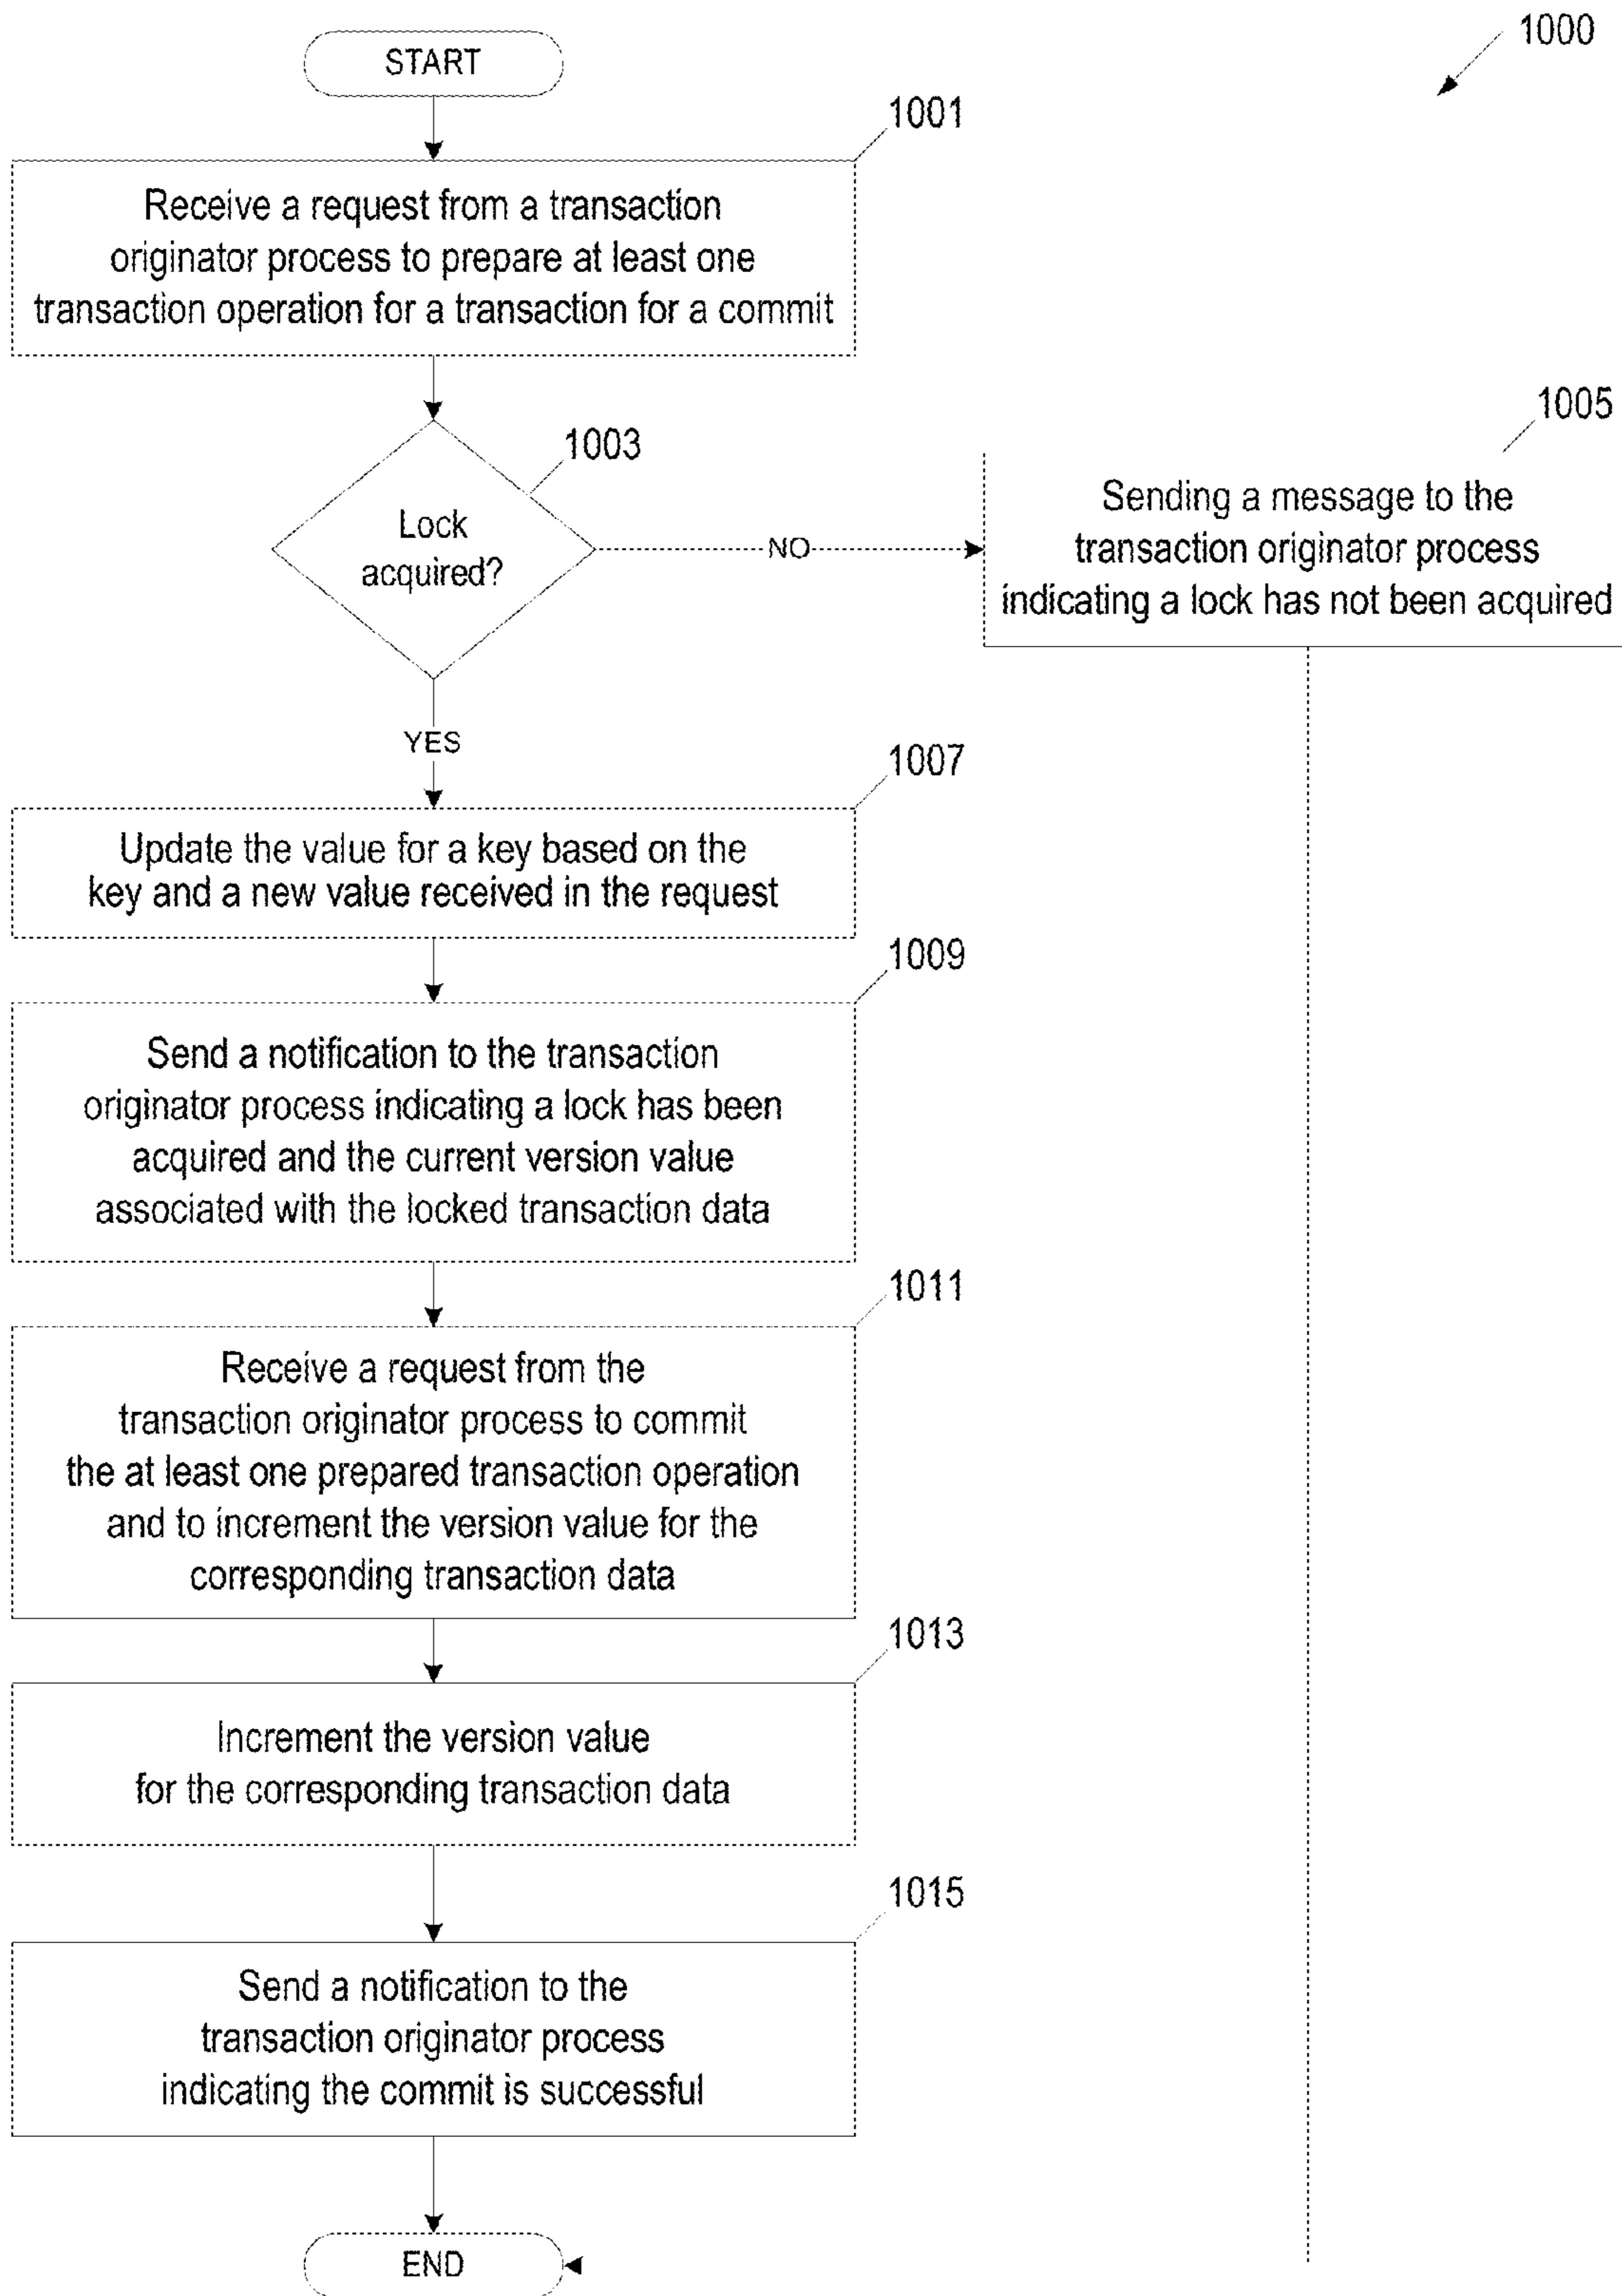 1000
START
1001
Receive a request from a transaction
originator process to prepare at least one
transaction operation for a transaction for a commit
1003
Lock
acquired?
NO
1005
Sending a message to the
transaction originator process
indicating a lock has not been acquired
YES
1007
Update the value for a key based on the
key and a new value received in the request
1009
Send a notification to the transaction
originator process indicating a lock has been
acquired and the current version value
associated with the locked transaction data
1011
Receive a request from the
transaction originator process to commit
the at least one prepared transaction operation
and to increment the version value for the
corresponding transaction data
1013
Increment the version value
for the corresponding transaction data
1015
Send a notification to the
transaction originator process
indicating the commit is successful
END